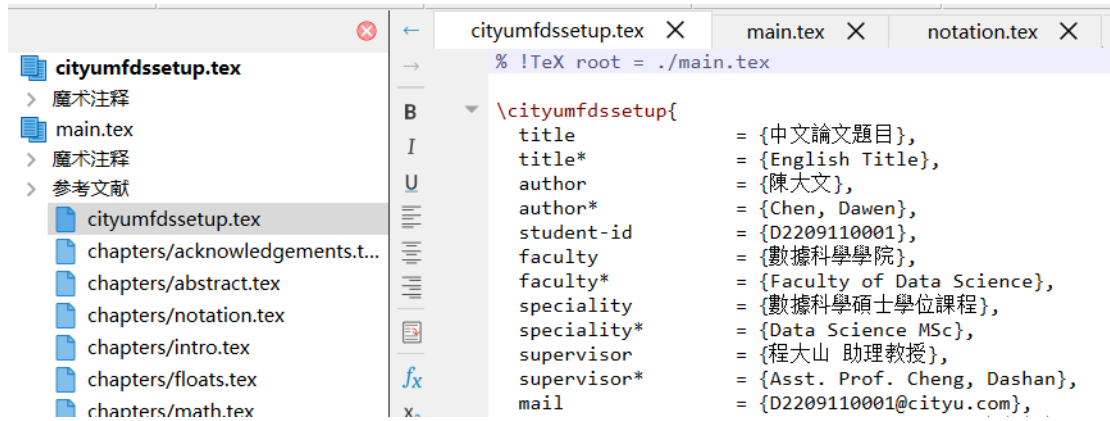 cityumfdssetup.tex
魔术注释
main.tex
魔术注释
参考文献
cityumfdssetup.tex
chapters/acknowledgements.t...
chapters/abstract.tex
chapters/notation.tex
chapters/intro.tex
chapters/floats.tex
chapters/math.tex
B
I
U
fx
cityumfdssetup.tex
main.tex
notation.tex
% !TeX root = ./main.tex
\cityumfdssetup{
title = {中文論文題目},
title* = {English Title},
author = {陳大文},
author* = {Chen, Dawen},
student-id = {D2209110001},
faculty = {數據科學學院},
faculty* = {Faculty of Data Science},
speciality = {數據科學碩士學位課程},
speciality* = {Data Science MSc},
supervisor = {程大山 助理教授},
supervisor* = {Asst. Prof. Cheng, Dashan},
mail = {D2209110001@cityu.com},